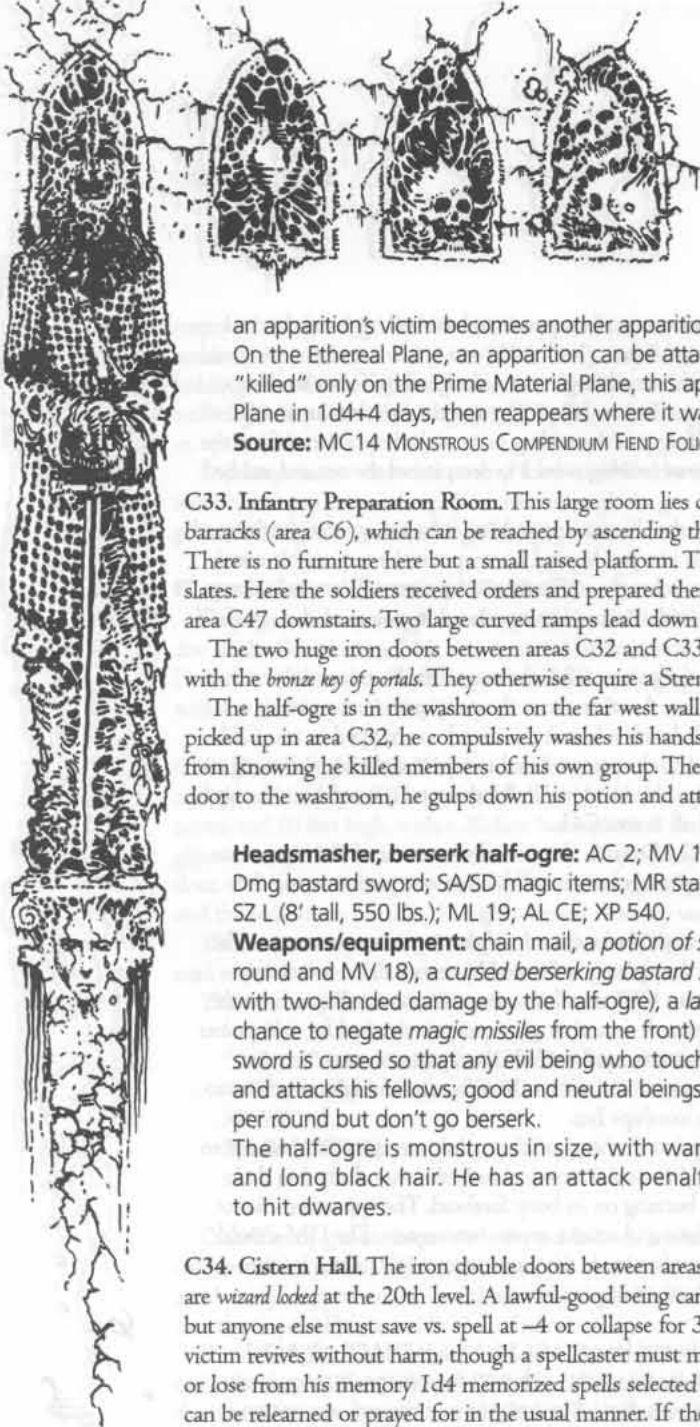 an apparition's victim becomes another apparitio
On the Ethereal Plane, an apparition can be atta
"killed" only on the Prime Material Plane, this ap
Plane in 1d4+4 days, then reappears where it wa
Source: MC14 MONSTROUS COMPENDIUM FIEND FOLI
C33. Infantry Preparation Room. This large room lies
barracks (area C6), which can be reached by ascending th
There is no furniture here but a small raised platform. T
slates. Here the soldiers received orders and prepared the
area C47 downstairs. Two large curved ramps lead down
The two huge iron doors between areas C32 and C33
with the bronze key of portals. They otherwise require a Stren
The half-ogre is in the washroom on the far west wall
picked up in area C32, he compulsively washes his hands
from knowing he killed members of his own group. The
door to the washroom, he gulps down his potion and att
Headsmasher, berserk half-ogre: AC 2; MV 1
Dmg bastard sword; SA/SD magic items; MR sta
SZ L (8' tall, 550 lbs.); ML 19; AL CE; XP 540.
Weapons/equipment: chain mail, a potion of s
round and MV 18), a cursed berserking bastard
with two-handed damage by the half-ogre), a la
chance to negate magic missiles from the front)
sword is cursed so that any evil being who touch
and attacks his fellows; good and neutral beings
per round but don't go berserk.
The half-ogre is monstrous in size, with war
and long black hair. He has an attack penalt
to hit dwarves.
C34. Cistern Hall. The iron double doors between areas
are wizard locked at the 20th level. A lawful-good being can
but anyone else must save vs. spell at –4 or collapse for 3
victim revives without harm, though a spellcaster must m
or lose from his memory 1d4 memorized spells selected
can be relearned or prayed for in the usual manner. If the